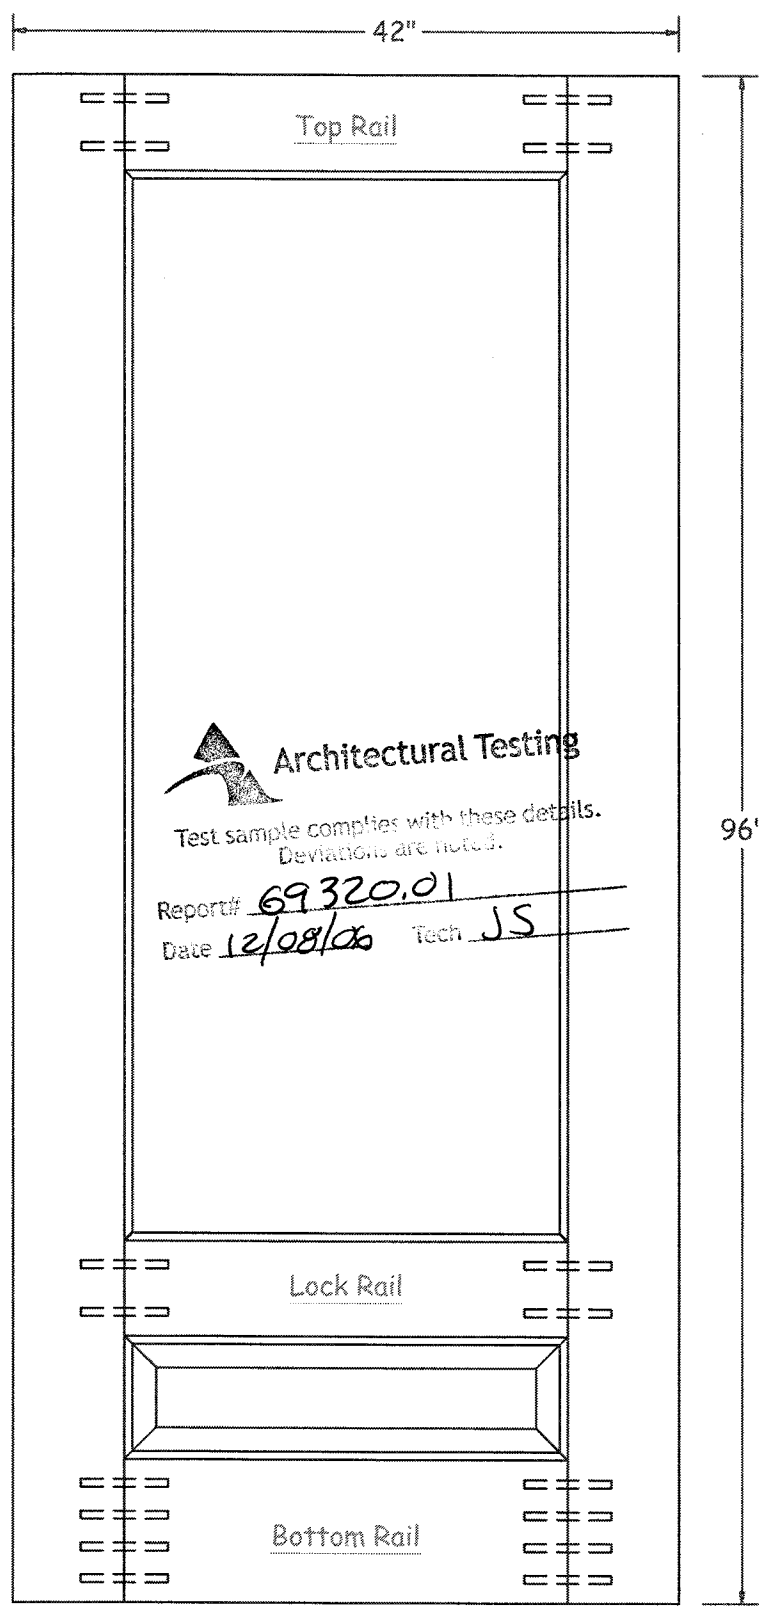 42"
Top Rail
Architectural Testing
Test sample complies with these details.
Deviations are noted.
96"
Report# 69320.01
Date 12/08/06 Tech JS
Lock Rail
Bottom Rail